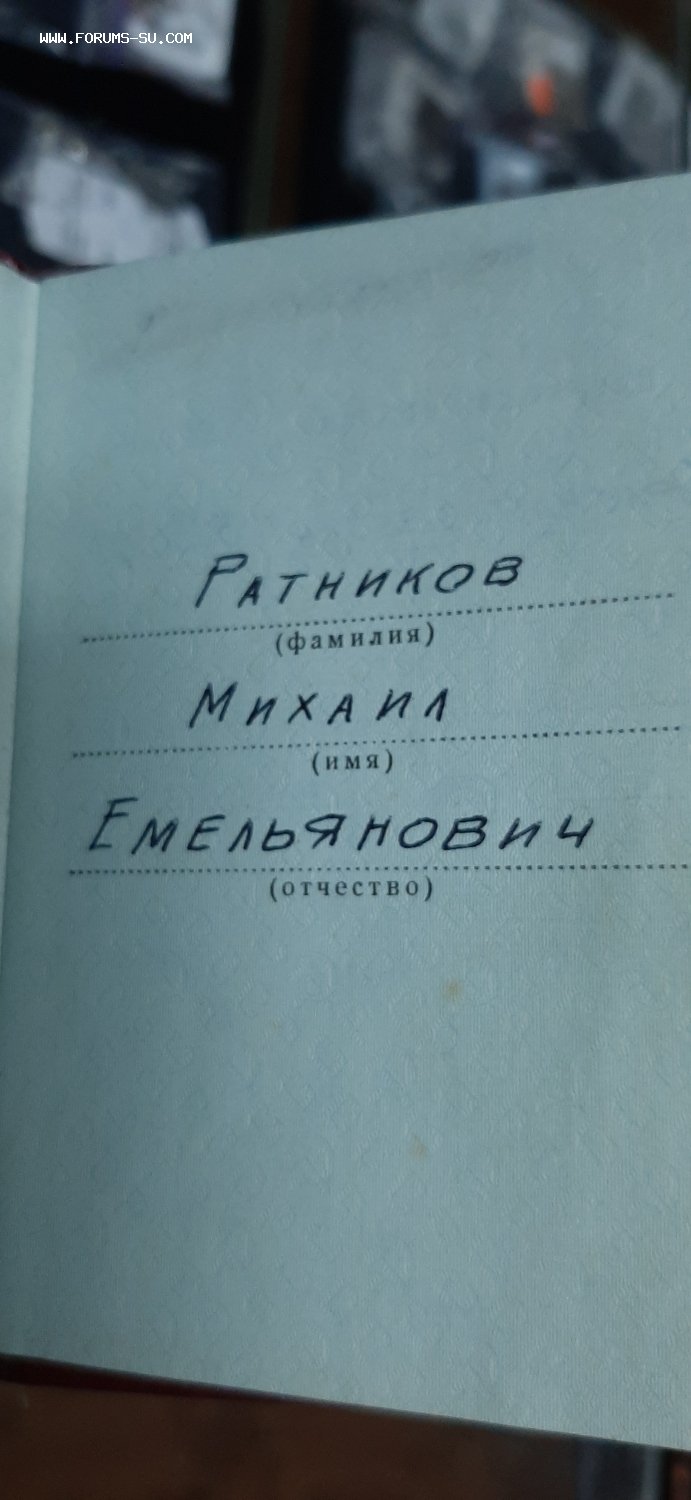 WWW.FORUMS-SU.COM
Ратников
(фамилия)
Михаил
(имя)
Емельянович
(отчество)